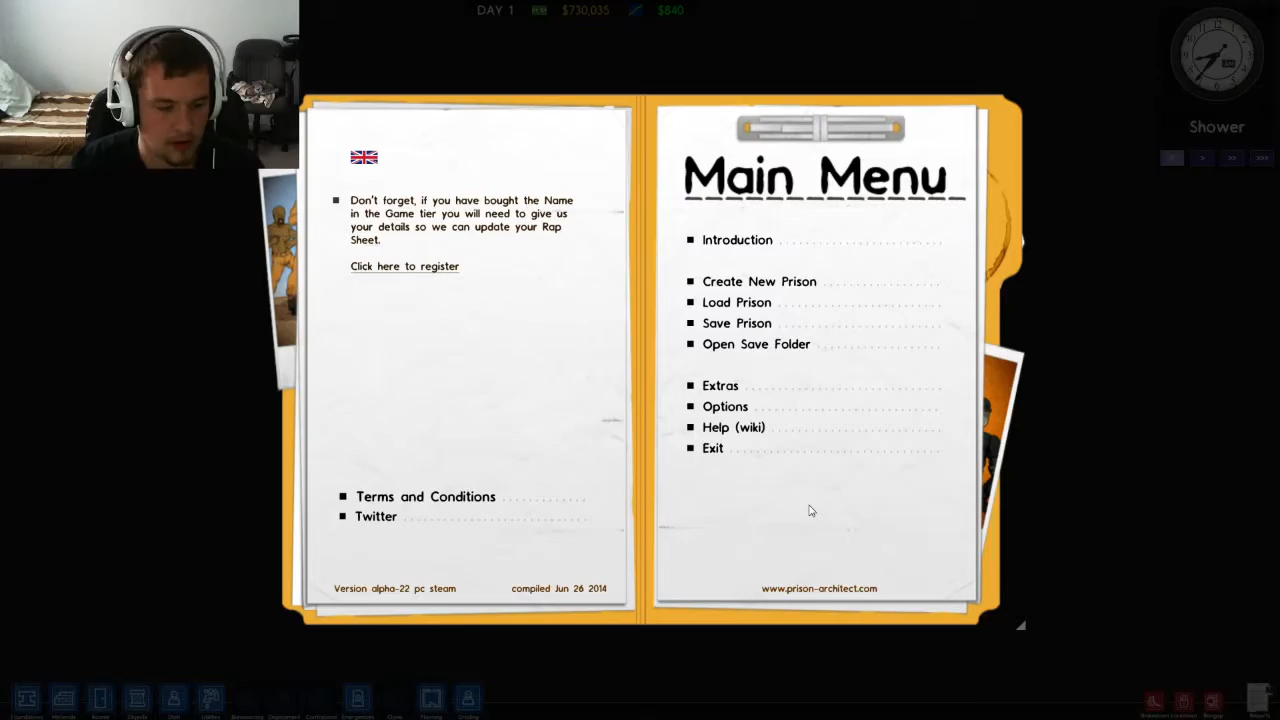 DAY 1 $730,035 $840
Shower
> >> >>>
Don't forget, if you have bought the Name
in the Game tier you will need to give us
your details so we can update your Rap
Sheet.
Click here to register
Terms and Conditions
Twitter
Version alpha-22 pc steam compiled Jun 26 2014
Main Menu
Introduction
Create New Prison
Load Prison
Save Prison
Open Save Folder
Extras
Options
Help (wiki)
Exit
www.prison-architect.com